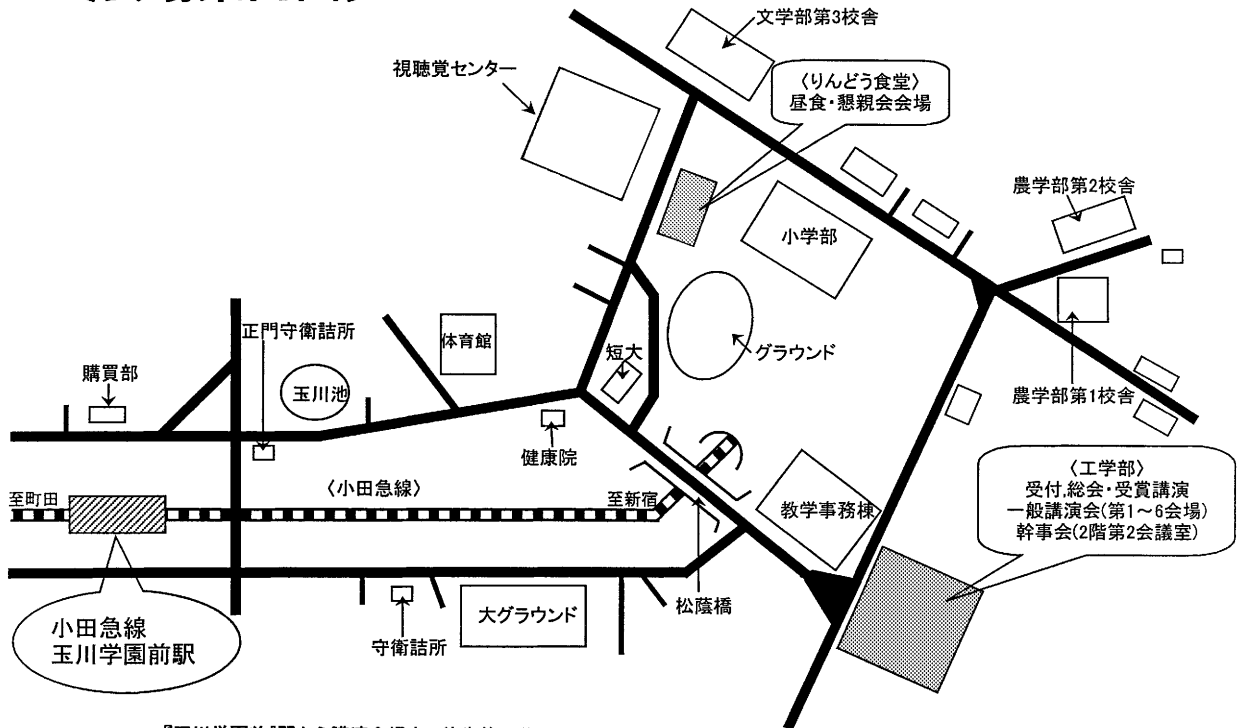 文学部第3校舎
視聴覚センター
〈りんどう食堂〉
昼食・懇親会会場
農学部第2校舎
小学部
正門守衛詰所
体育館
短大
グラウンド
購買部
玉川池
農学部第1校舎
健康院
〈工学部〉
受付,総会・受賞講演
一般講演会(第1～6会場)
幹事会(2階第2会議室)
至町田
〈小田急線〉
至新宿
教学事務棟
松蔭橋
大グラウンド
守衛詰所
小田急線
玉川学園前駅